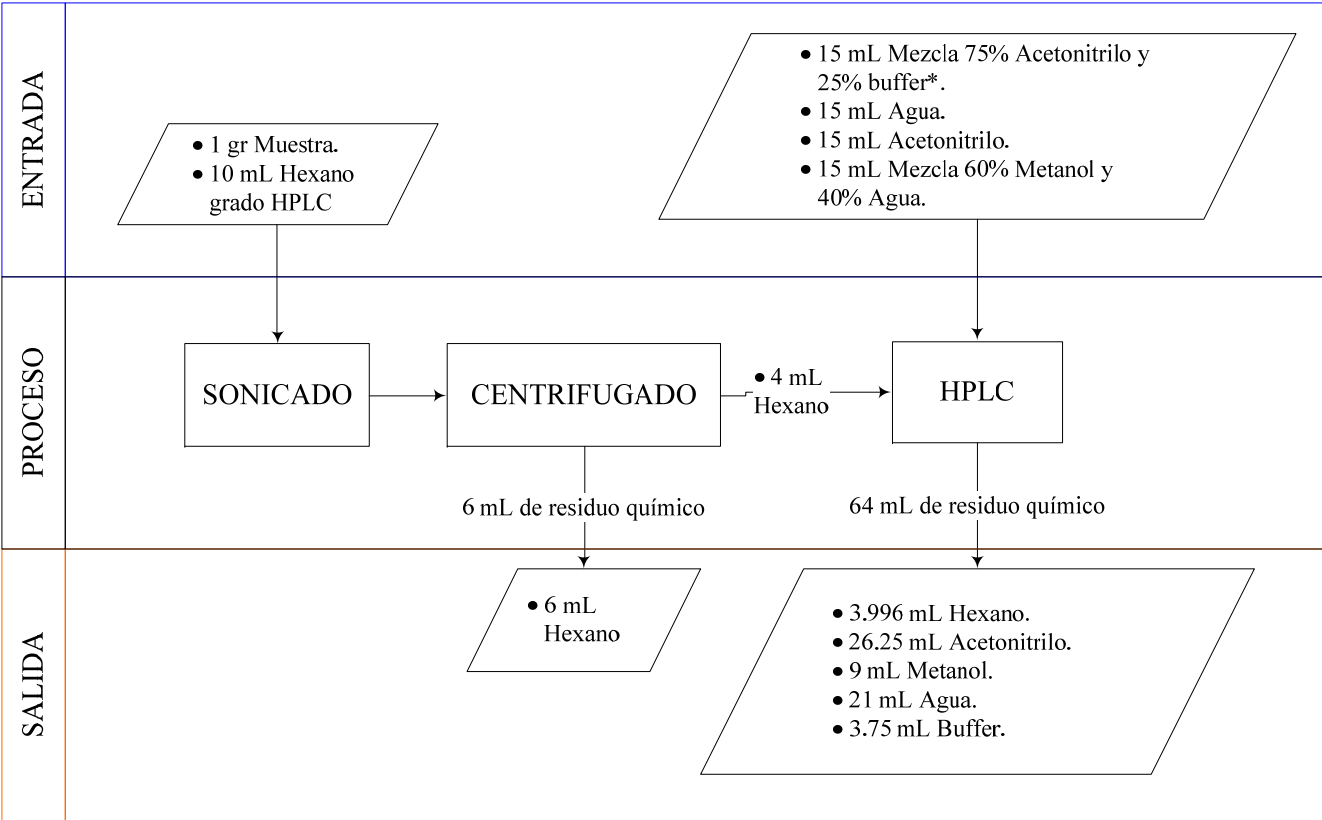 ENTRADA
• 1 gr Muestra.
• 10 mL Hexano
grado HPLC
• 15 mL Mezcla 75% Acetonitrilo y
25% buffer*.
• 15 mL Agua.
• 15 mL Acetonitrilo.
• 15 mL Mezcla 60% Metanol y
40% Agua.
PROCESO
SONICADO
CENTRIFUGADO
• 4 mL
Hexano
HPLC
6 mL de residuo químico
64 mL de residuo químico
SALIDA
• 6 mL
Hexano
• 3.996 mL Hexano.
• 26.25 mL Acetonitrilo.
• 9 mL Metanol.
• 21 mL Agua.
• 3.75 mL Buffer.